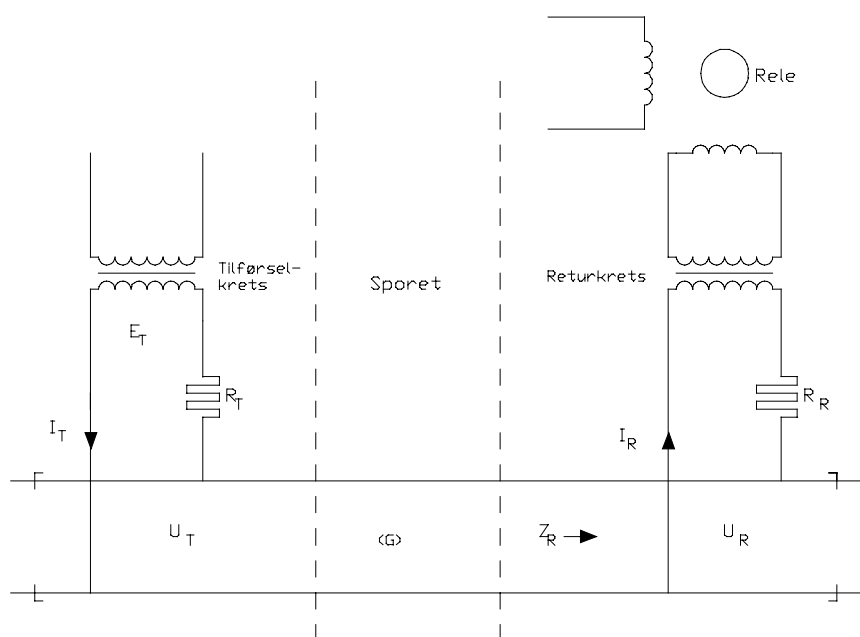 Rele
Tilførsel-
krets
Sporet
Returkrets
E_T
R_T
R_R
I_T
I_R
U_T
(G)
Z_R
U_R